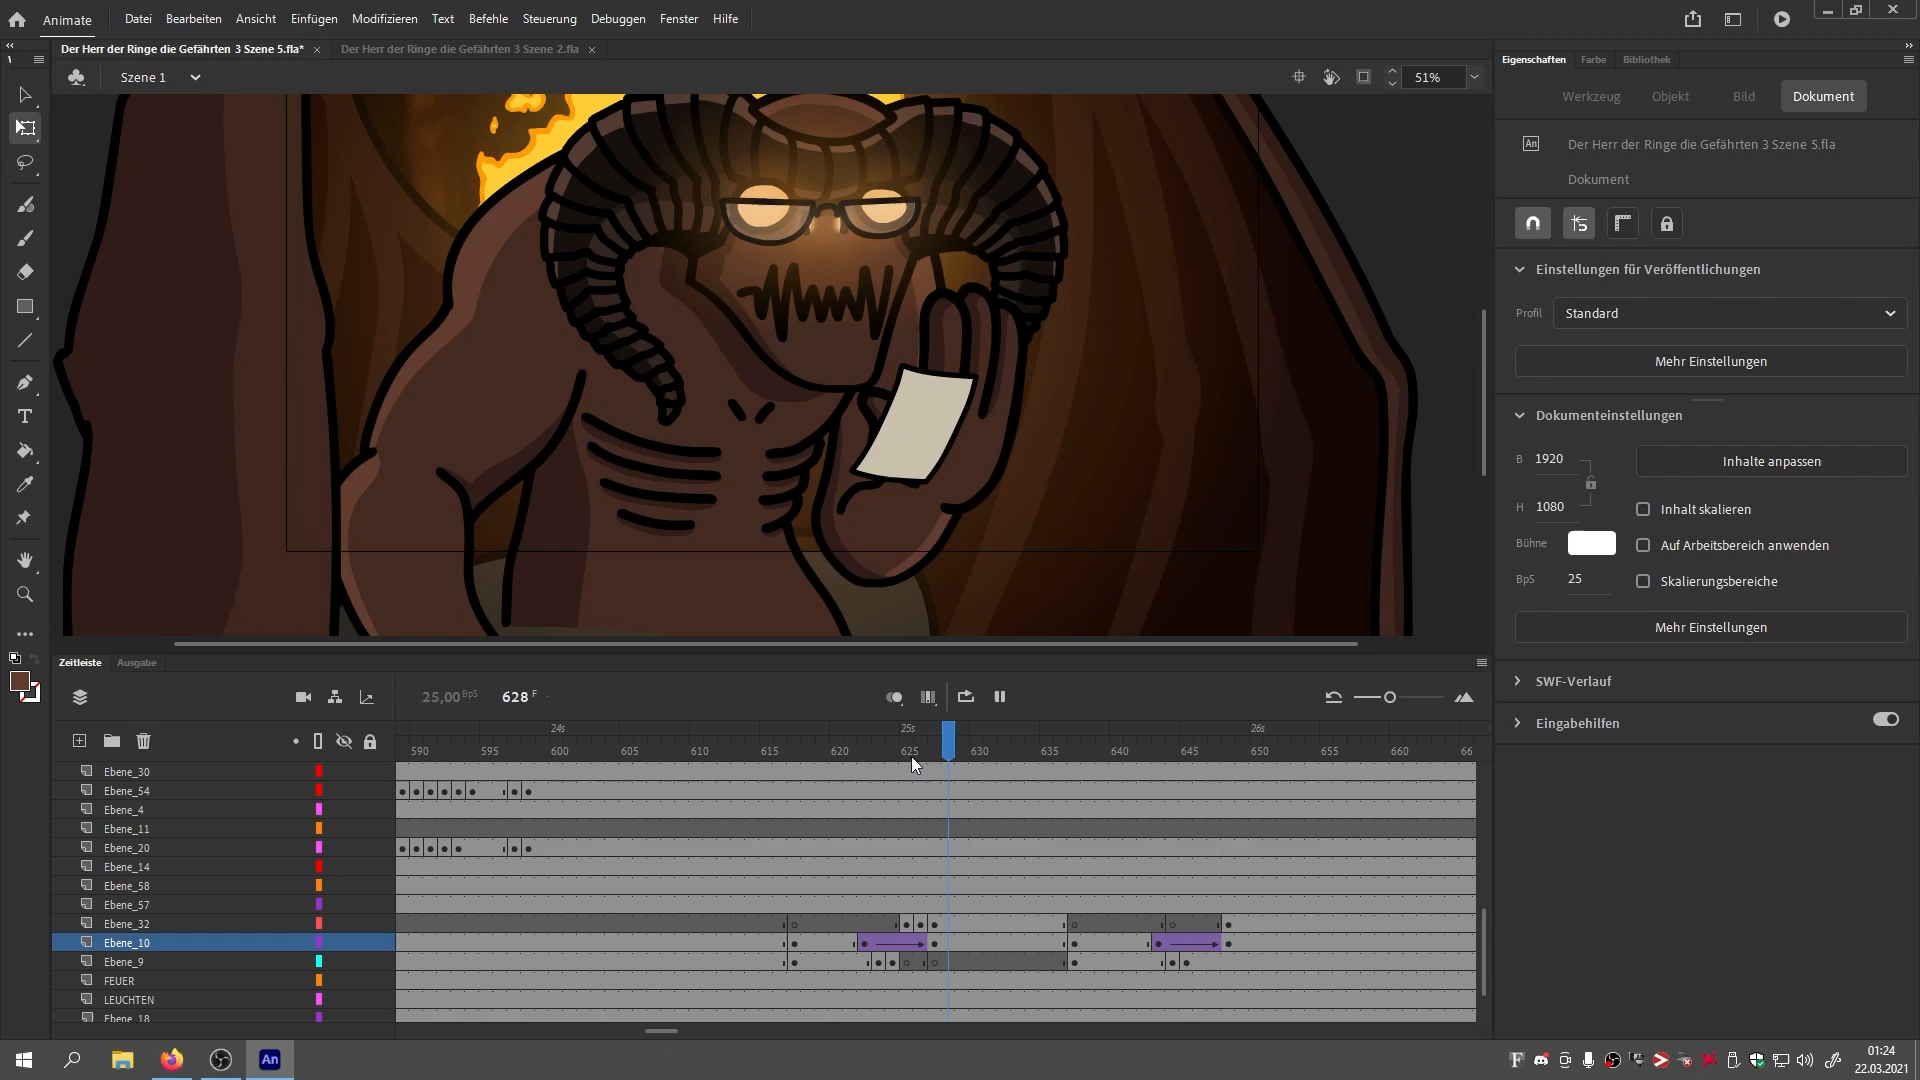 Animate
Datei Bearbeiten Ansicht Einfügen Modifizieren Text Befehle Steuerung Debuggen Fenster Hilfe
Der Herr der Ringe die Gefährten 3 Szene 5.fla* ×
Der Herr der Ringe die Gefährten 3 Szene 2.fla ×
Szene 1
51%
Eigenschaften Farbe Bibliothek
Werkzeug Objekt Bild Dokument
An Der Herr der Ringe die Gefährten 3 Szene 5.fla
Dokument
Einstellungen für Veröffentlichungen
Profil Standard
Mehr Einstellungen
Dokumenteinstellungen
B 1920 Inhalte anpassen
H 1080 Inhalt skalieren
Bühne Auf Arbeitsbereich anwenden
BpS 25 Skalierungsbereiche
Mehr Einstellungen
SWF-Verlauf
Eingabehilfen
Zeitleiste Ausgabe
25,00 BpS 628 F
24s 25s 26s
590 595 600 605 610 615 620 625 630 635 640 645 650 655 660 66
Ebene_30
Ebene_54
Ebene_4
Ebene_11
Ebene_20
Ebene_14
Ebene_58
Ebene_57
Ebene_32
Ebene_10
Ebene_9
FEUER
LEUCHTEN
Ebene_18
An
01:24
22.03.2021